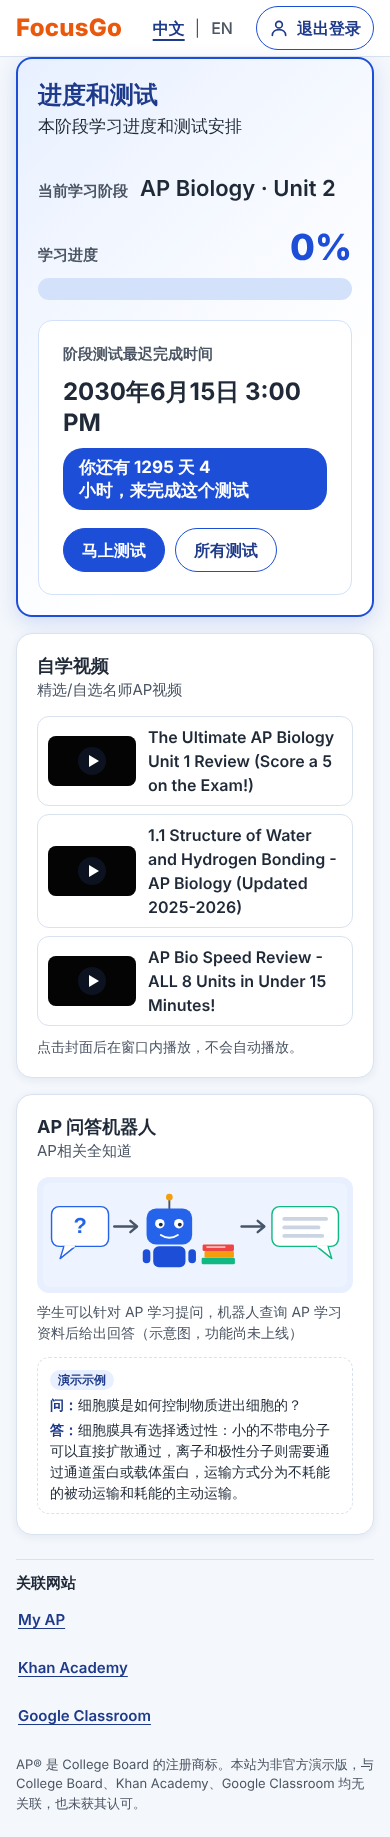 FocusGo
中文 | EN
退出登录
进度和测试
本阶段学习进度和测试安排
当前学习阶段 AP Biology · Unit 2
学习进度 0%
阶段测试最迟完成时间
2030年6月15日 3:00
PM
你还有 1295 天 4
小时，来完成这个测试
马上测试 所有测试
自学视频
精选/自选名师AP视频
The Ultimate AP Biology
Unit 1 Review (Score a 5
on the Exam!)
1.1 Structure of Water
and Hydrogen Bonding -
AP Biology (Updated
2025-2026)
AP Bio Speed Review -
ALL 8 Units in Under 15
Minutes!
点击封面后在窗口内播放，不会自动播放。
AP 问答机器人
AP相关全知道
?
学生可以针对 AP 学习提问，机器人查询 AP 学习
资料后给出回答（示意图，功能尚未上线）
演示示例
问：细胞膜是如何控制物质进出细胞的？
答：细胞膜具有选择透过性：小的不带电分子
可以直接扩散通过，离子和极性分子则需要通
过通道蛋白或载体蛋白，运输方式分为不耗能
的被动运输和耗能的主动运输。
关联网站
My AP
Khan Academy
Google Classroom
AP® 是 College Board 的注册商标。本站为非官方演示版，与
College Board、Khan Academy、Google Classroom 均无
关联，也未获其认可。